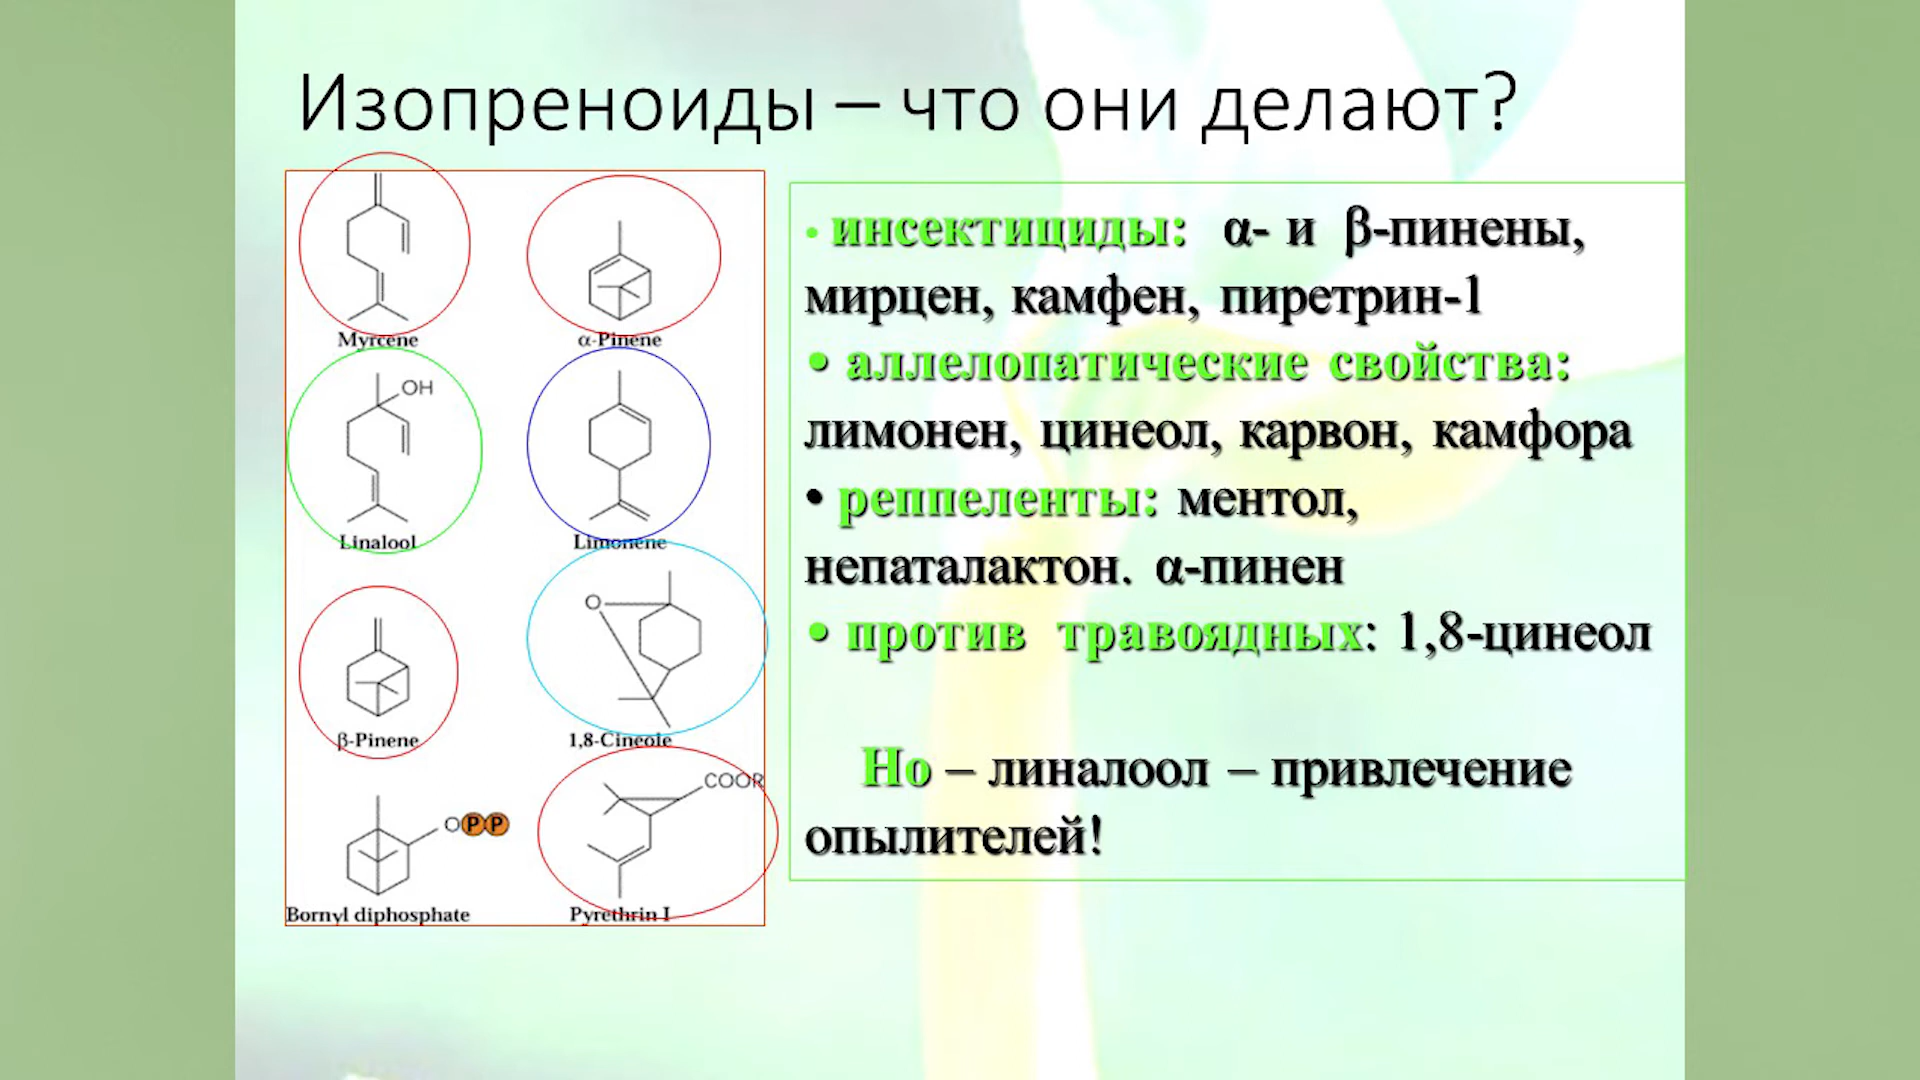 Изопреноиды – что они делают?
Myrcene
α-Pinene
OH
Linalool
Limonene
O
β-Pinene
1,8-Cineole
COOR
OPP
Bornyl diphosphate
Pyrethrin I
• инсектициды: α- и β-пинены,
мирцен, камфен, пиретрин-1
• аллелопатические свойства:
лимонен, цинеол, карвон, камфора
• реппеленты: ментол,
непаталактон. α-пинен
• против травоядных: 1,8-цинеол
Но – линалоол – привлечение
опылителей!